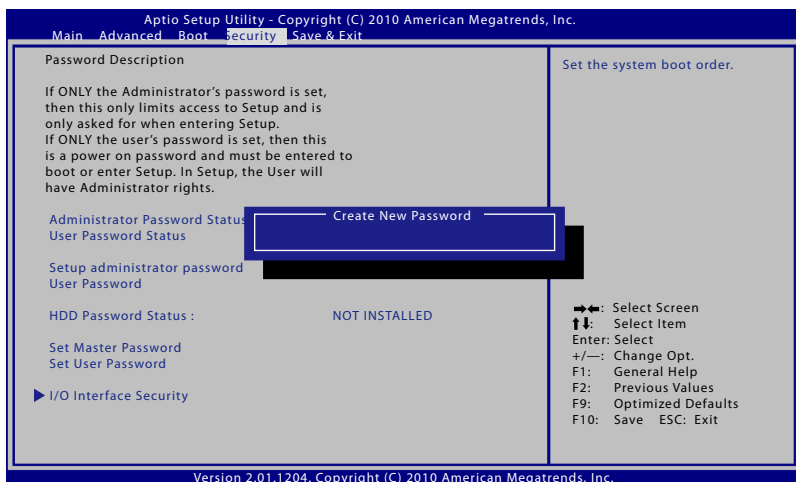 Aptio Setup Utility - Copyright (C) 2010 American Megatrends, Inc.
Main Advanced Boot Security Save & Exit
Password Description
If ONLY the Administrator's password is set,
then this only limits access to Setup and is
only asked for when entering Setup.
If ONLY the user's password is set, then this
is a power on password and must be entered to
boot or enter Setup. In Setup, the User will
have Administrator rights.
Administrator Password Status
User Password Status
Create New Password
Setup administrator password
User Password
HDD Password Status : NOT INSTALLED
Set Master Password
Set User Password
I/O Interface Security
Set the system boot order.
→←: Select Screen
↑↓: Select Item
Enter: Select
+/—: Change Opt.
F1: General Help
F2: Previous Values
F9: Optimized Defaults
F10: Save ESC: Exit
Version 2.01.1204. Copyright (C) 2010 American Megatrends, Inc.